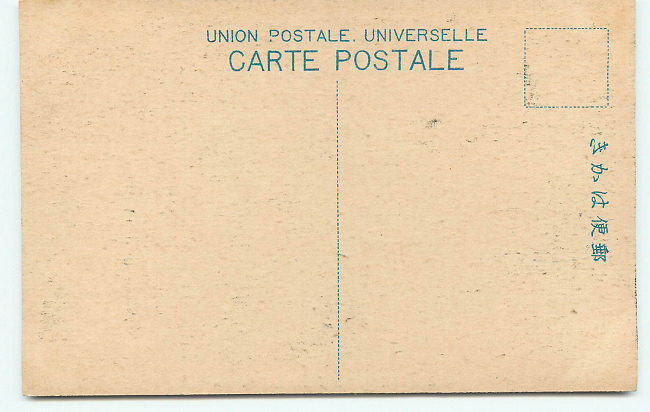 UNION POSTALE. UNIVERSELLE
CARTE POSTALE
きかは便郵